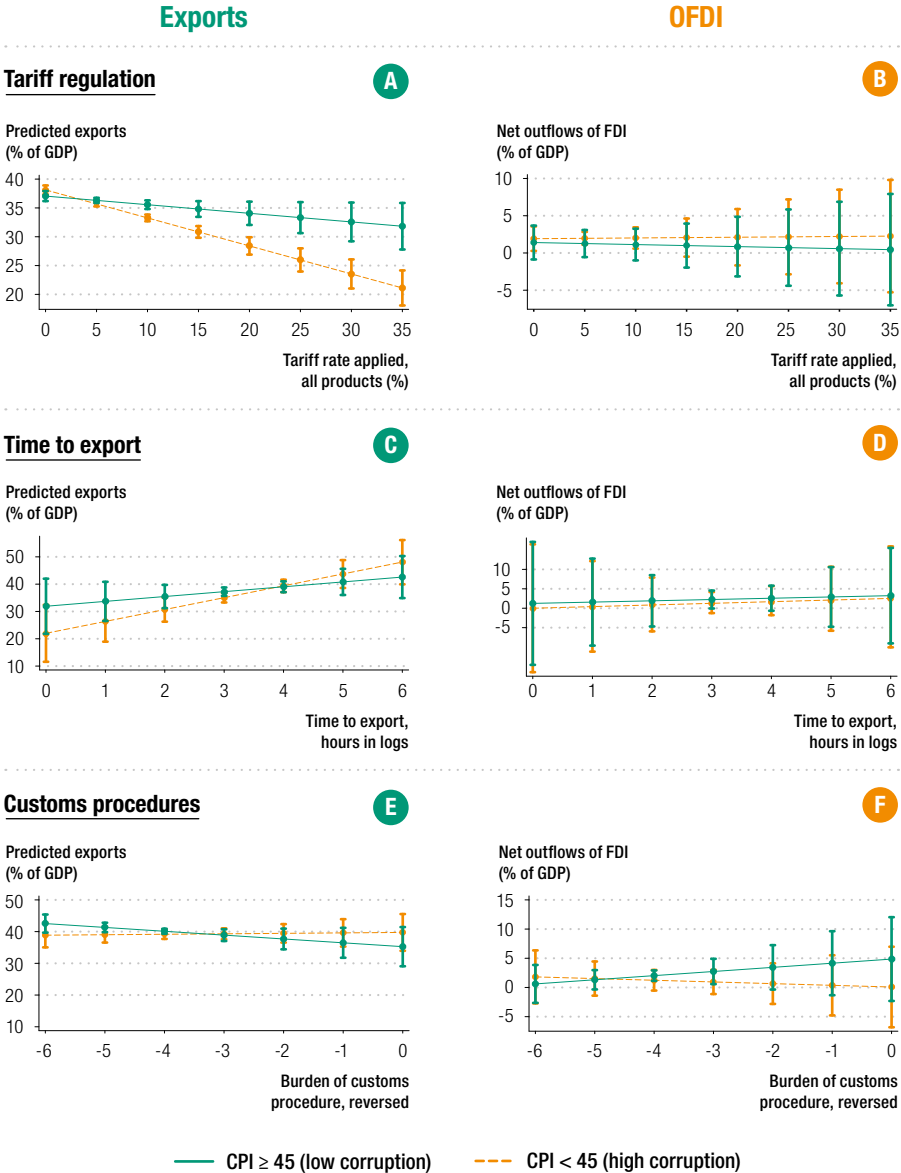 Exports
OFDI
Tariff regulation
A
B
Predicted exports
(% of GDP)
40
35
30
25
20
0 5 10 15 20 25 30 35
Tariff rate applied,
all products (%)
Net outflows of FDI
(% of GDP)
10
5
0
-5
0 5 10 15 20 25 30 35
Tariff rate applied,
all products (%)
Time to export
C
D
Predicted exports
(% of GDP)
50
40
30
20
10
0 1 2 3 4 5 6
Time to export,
hours in logs
Net outflows of FDI
(% of GDP)
10
5
0
-5
0 1 2 3 4 5 6
Time to export,
hours in logs
Customs procedures
E
F
Predicted exports
(% of GDP)
50
40
30
20
10
-6 -5 -4 -3 -2 -1 0
Burden of customs
procedure, reversed
Net outflows of FDI
(% of GDP)
15
10
5
0
-5
-6 -5 -4 -3 -2 -1 0
Burden of customs
procedure, reversed
CPI ≥ 45 (low corruption)
CPI < 45 (high corruption)